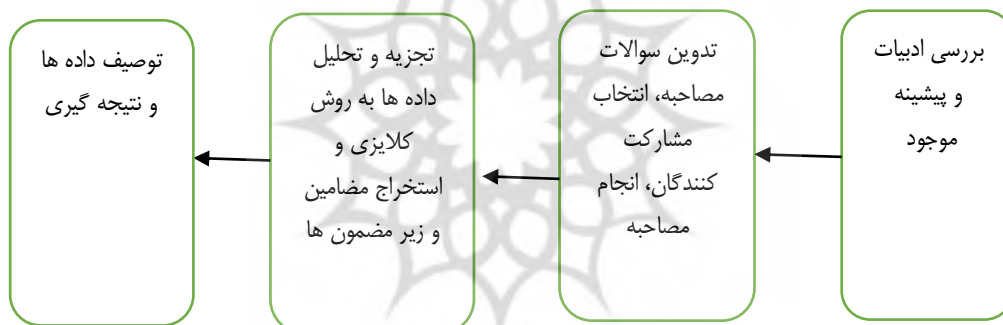 بررسی ادبیات
و پیشینه
موجود
تدوین سوالات
مصاحبه، انتخاب
مشارکت
کنندگان، انجام
مصاحبه
تجزیه و تحلیل
داده ها به روش
کلایزی و
استخراج مضامین
و زیر مضمون ها
توصیف داده ها
و نتیجه گیری